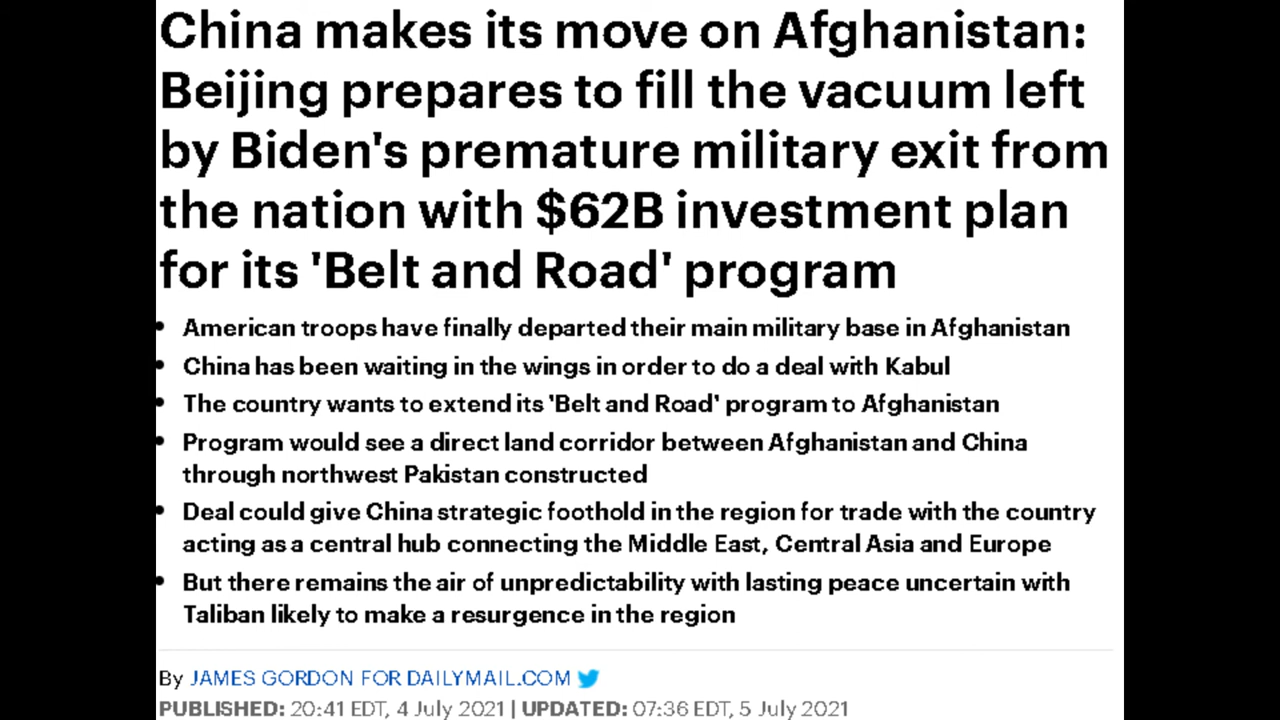 China makes its move on Afghanistan:
Beijing prepares to fill the vacuum left
by Biden's premature military exit from
the nation with $62B investment plan
for its 'Belt and Road' program
• American troops have finally departed their main military base in Afghanistan
• China has been waiting in the wings in order to do a deal with Kabul
• The country wants to extend its 'Belt and Road' program to Afghanistan
• Program would see a direct land corridor between Afghanistan and China
through northwest Pakistan constructed
• Deal could give China strategic foothold in the region for trade with the country
acting as a central hub connecting the Middle East, Central Asia and Europe
• But there remains the air of unpredictability with lasting peace uncertain with
Taliban likely to make a resurgence in the region
By JAMES GORDON FOR DAILYMAIL.COM
PUBLISHED: 20:41 EDT, 4 July 2021 | UPDATED: 07:36 EDT, 5 July 2021